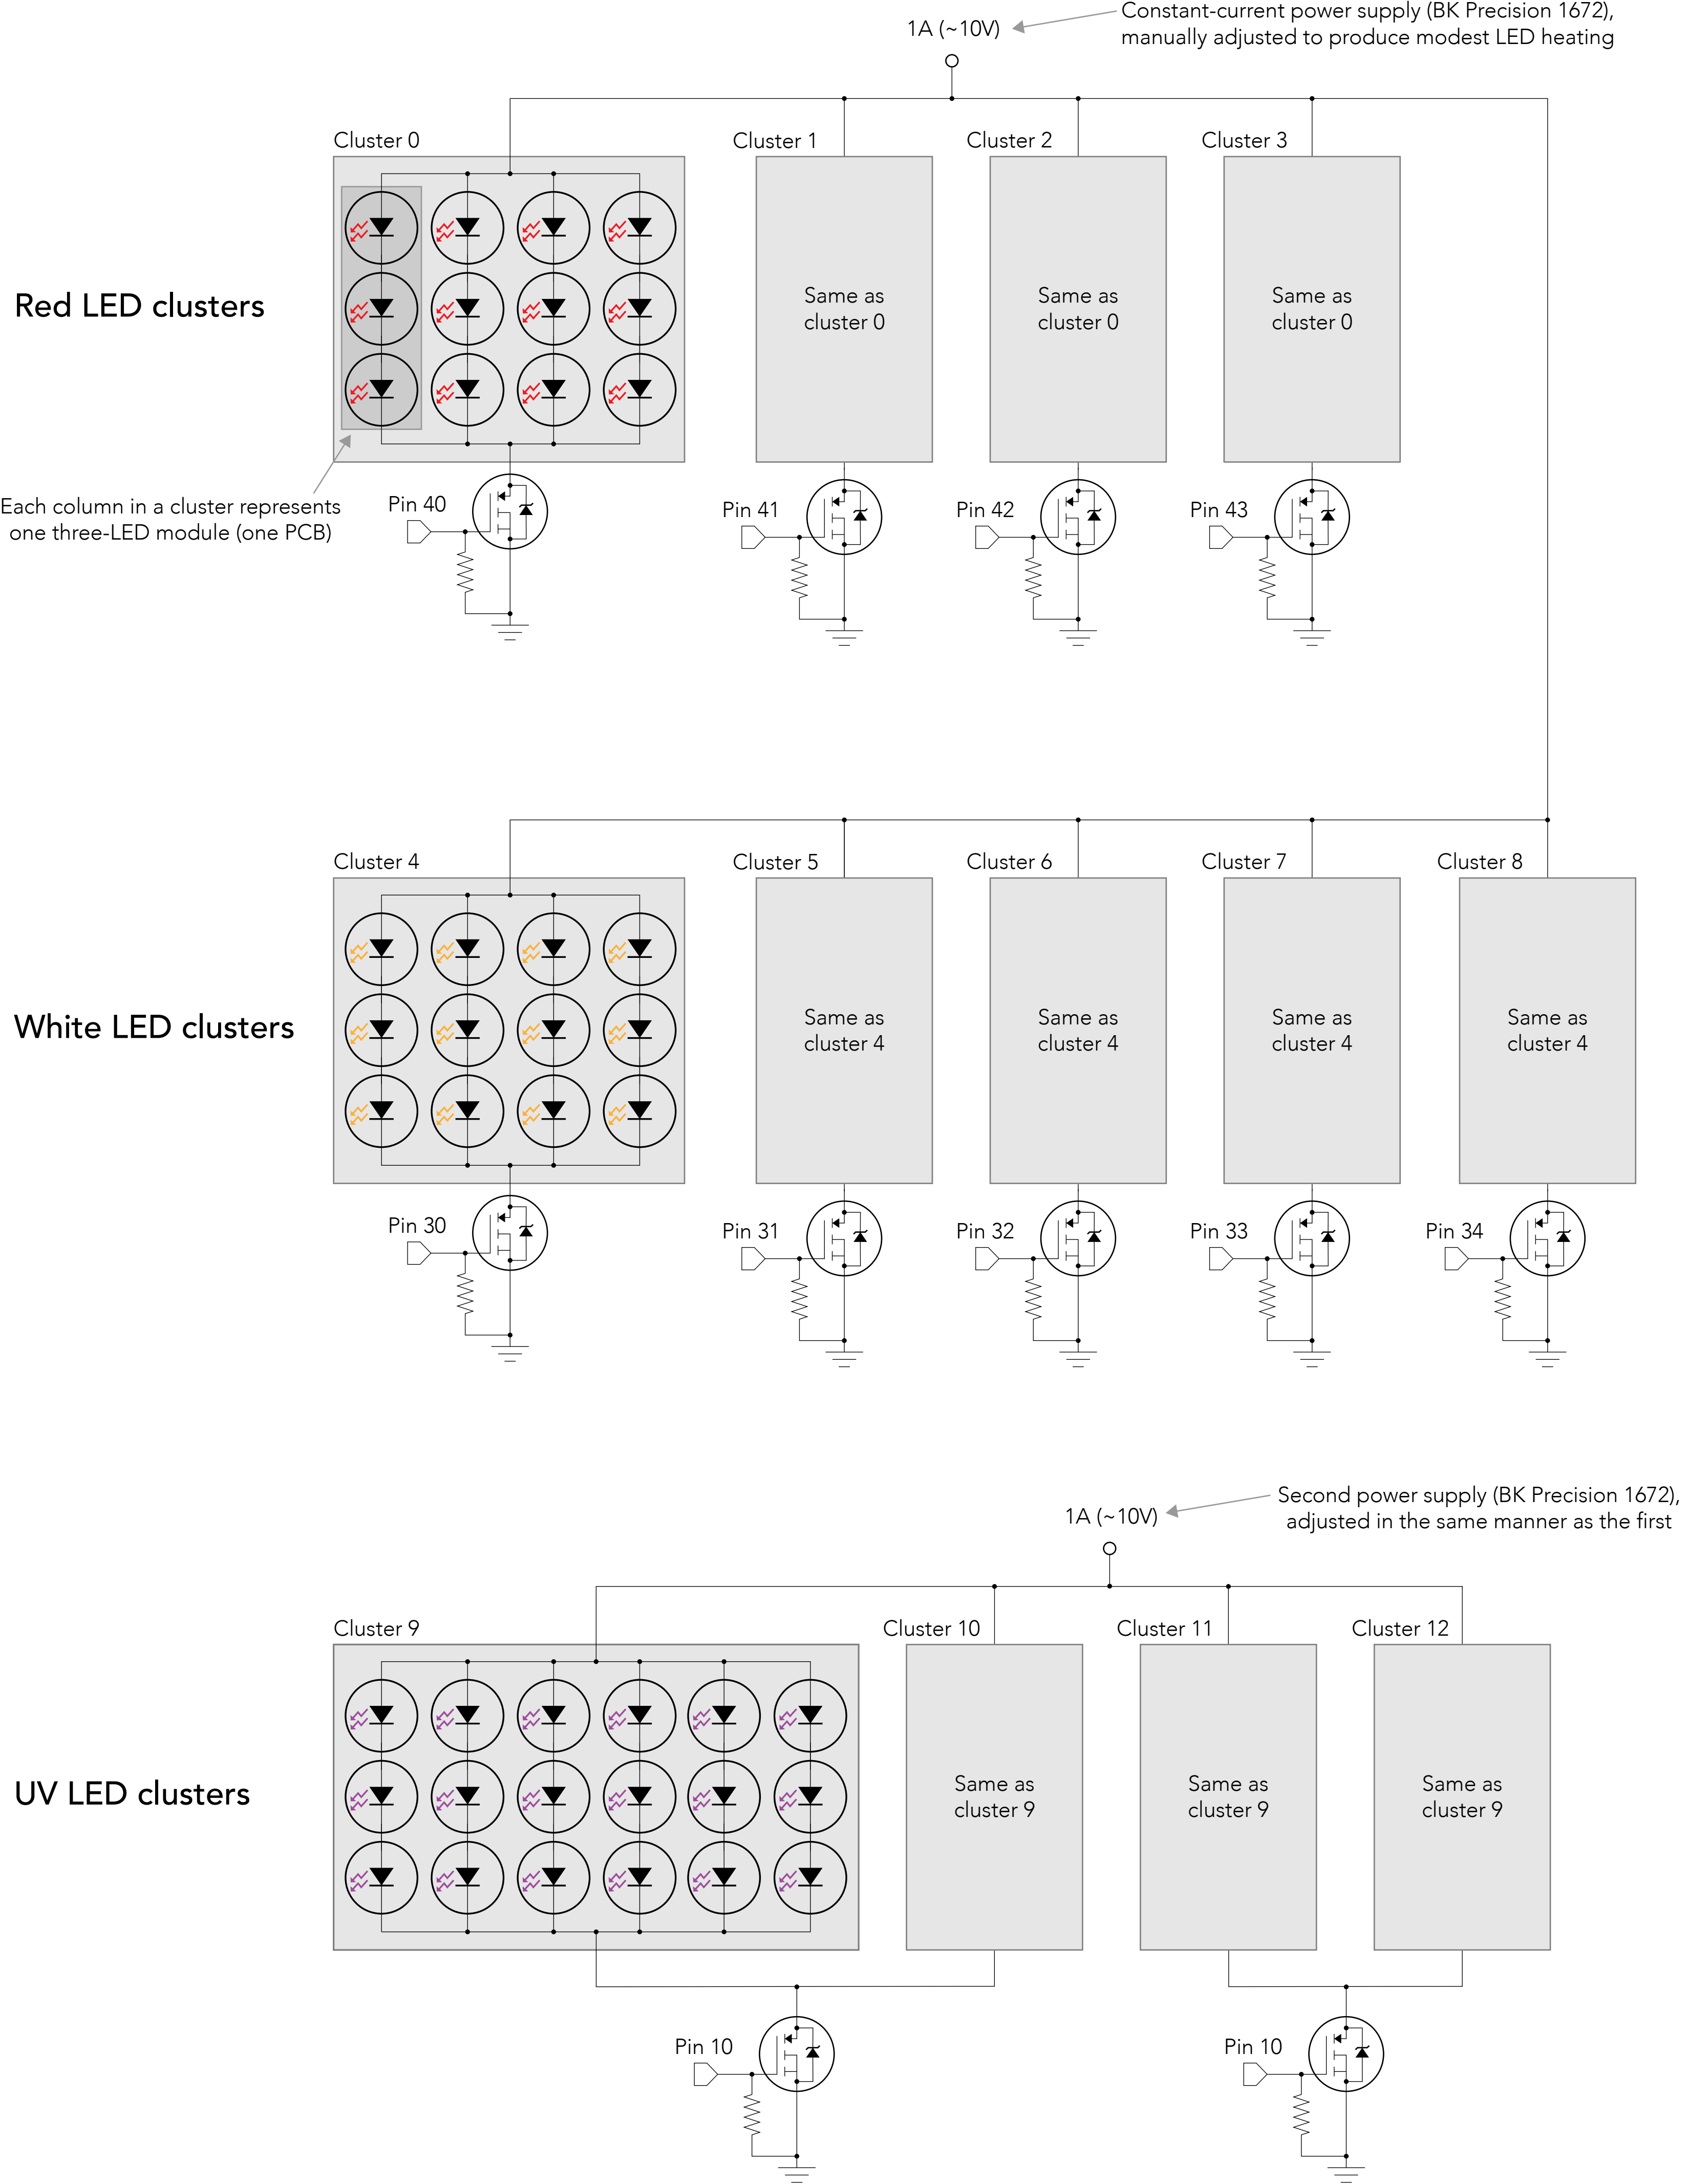 1A (~10V)
Constant-current power supply (BK Precision 1672),
manually adjusted to produce modest LED heating
Cluster 0
Cluster 1
Cluster 2
Cluster 3
Red LED clusters
Same as
cluster 0
Same as
cluster 0
Same as
cluster 0
Each column in a cluster represents
one three-LED module (one PCB)
Pin 40
Pin 41
Pin 42
Pin 43
Cluster 4
Cluster 5
Cluster 6
Cluster 7
Cluster 8
White LED clusters
Same as
cluster 4
Same as
cluster 4
Same as
cluster 4
Same as
cluster 4
Pin 30
Pin 31
Pin 32
Pin 33
Pin 34
1A (~10V)
Second power supply (BK Precision 1672),
adjusted in the same manner as the first
Cluster 9
Cluster 10
Cluster 11
Cluster 12
UV LED clusters
Same as
cluster 9
Same as
cluster 9
Same as
cluster 9
Pin 10
Pin 10